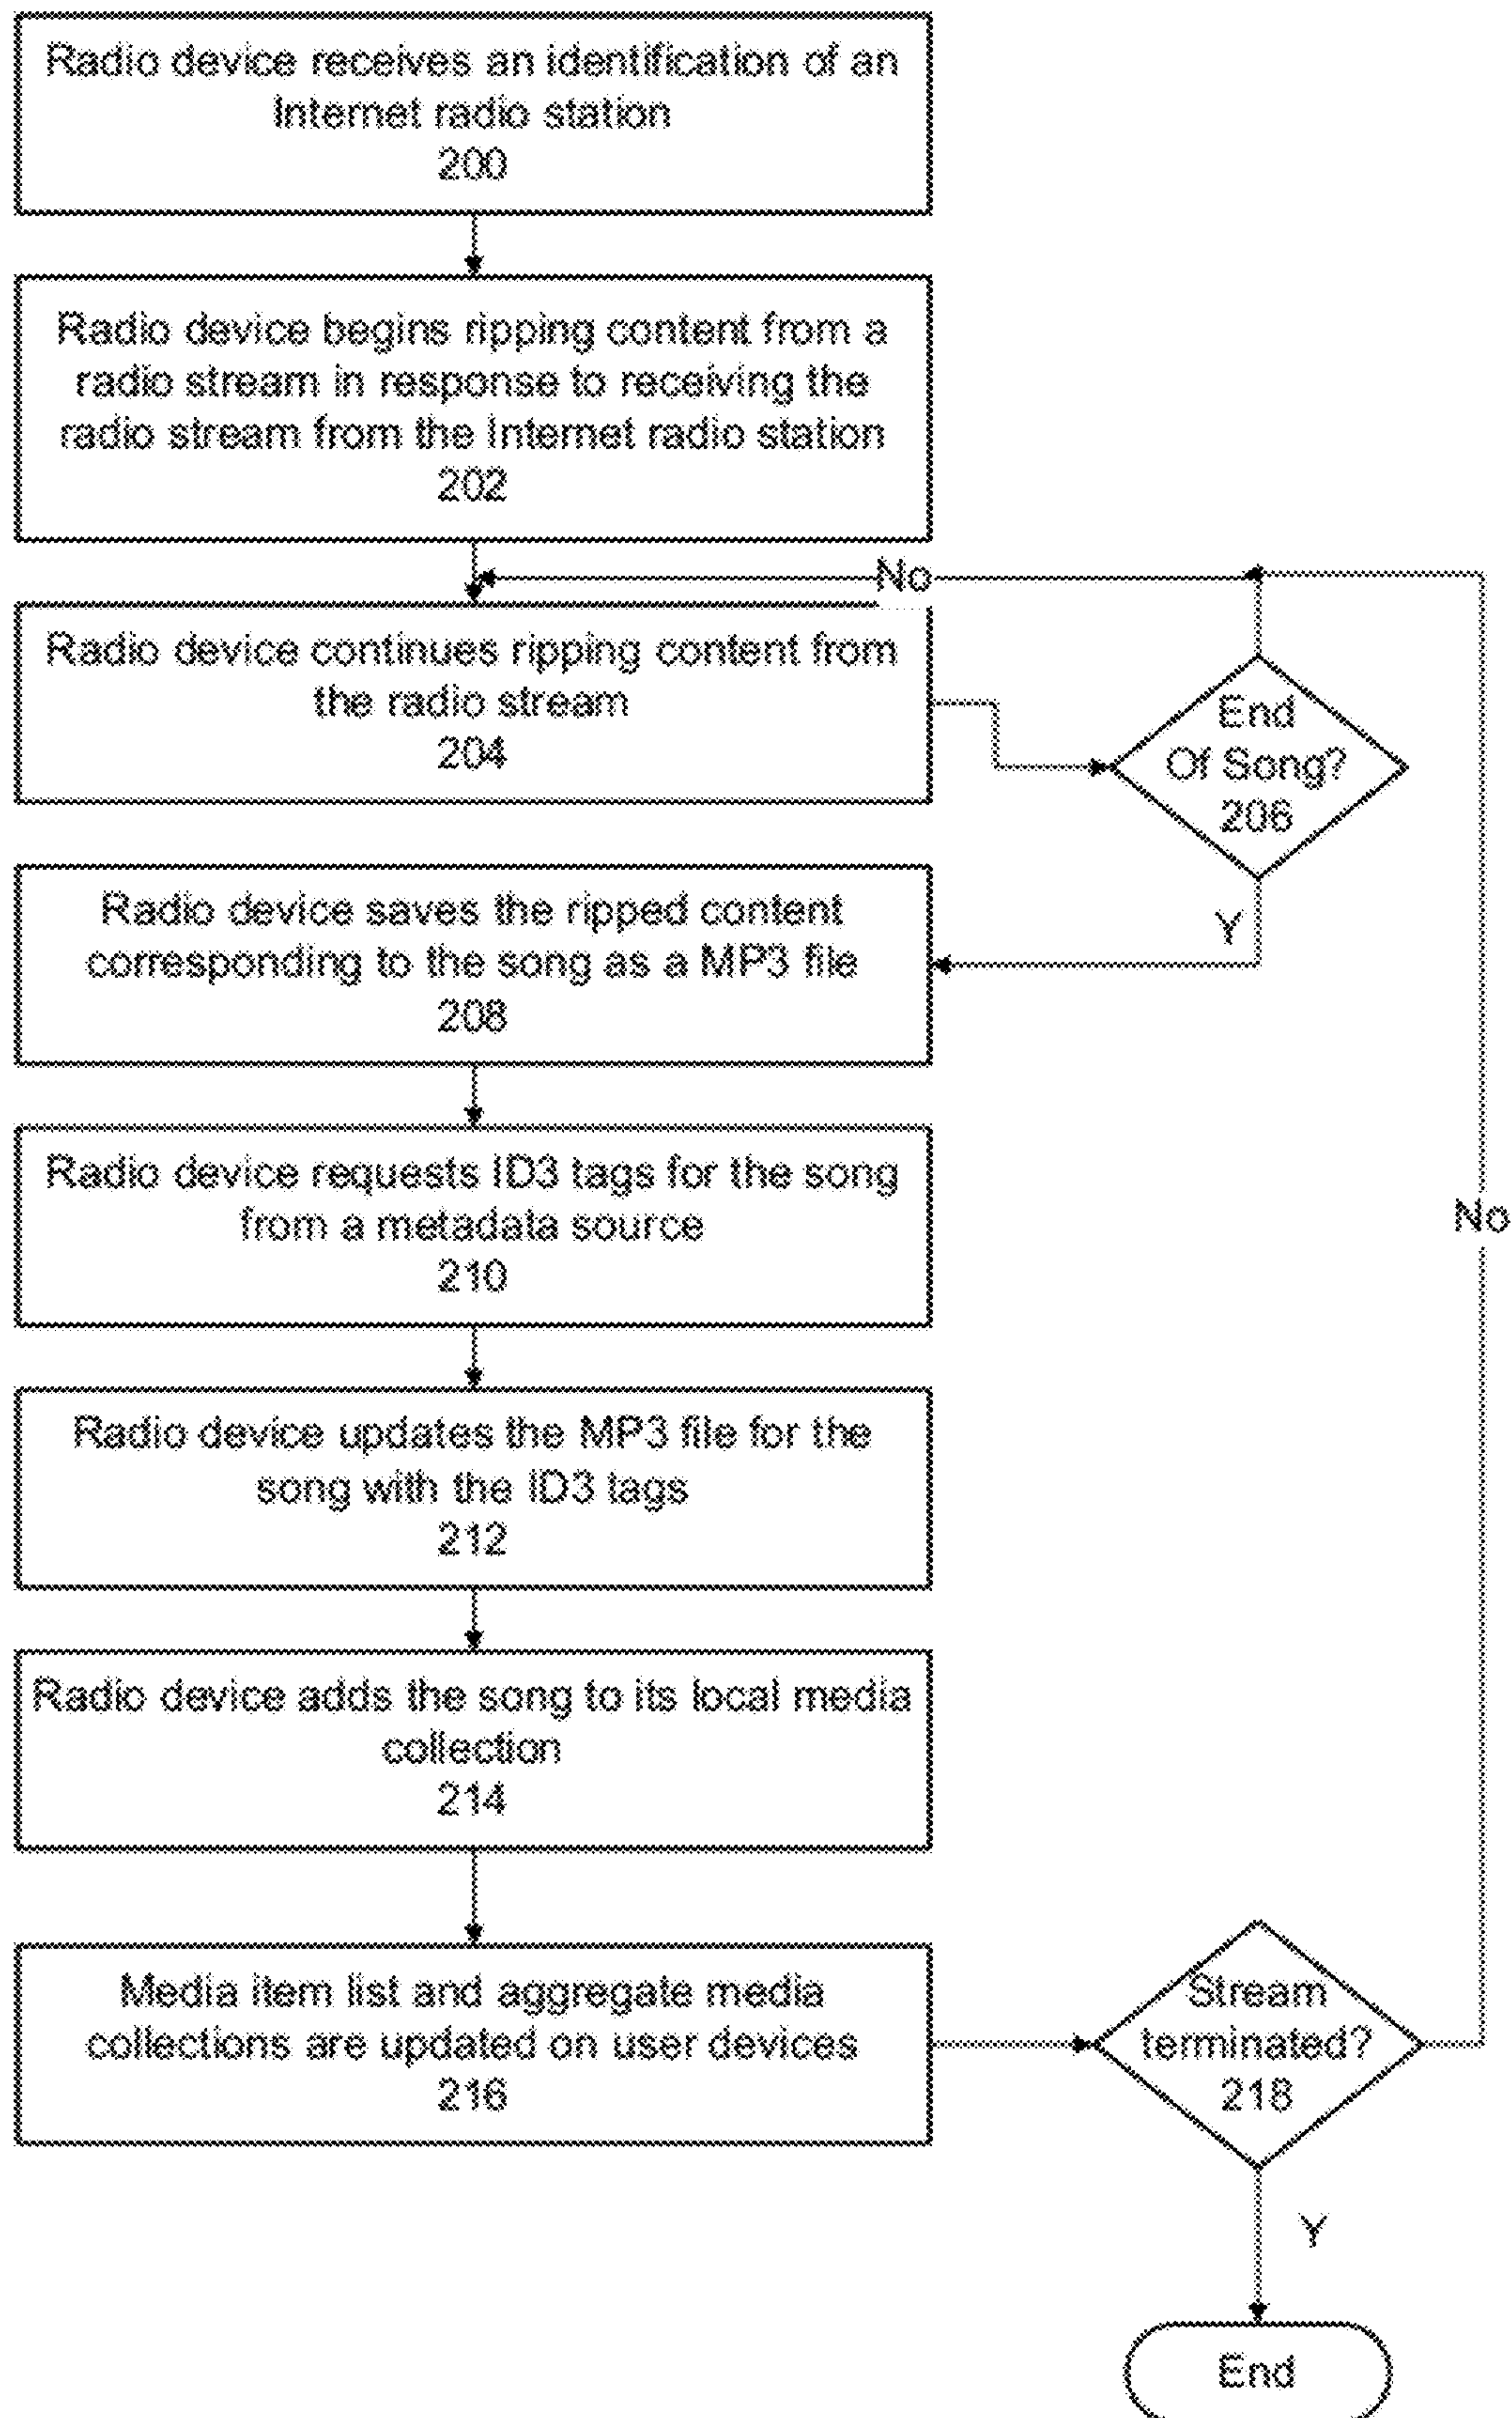 Radio device receives an identification of an
Internet radio station
200
Radio device begins ripping content from a
radio stream in response to receiving the
radio stream from the Internet radio station
202
No
Radio device continues ripping content from
the radio stream
204
End
Of Song?
206
Y
Radio device saves the ripped content
corresponding to the song as a MP3 file
208
Radio device requests ID3 tags for the song
from a metadata source
210
No
Radio device updates the MP3 file for the
song with the ID3 tags
212
Radio device adds the song to its local media
collection
214
Media item list and aggregate media
collections are updated on user devices
216
Stream
terminated?
218
Y
End